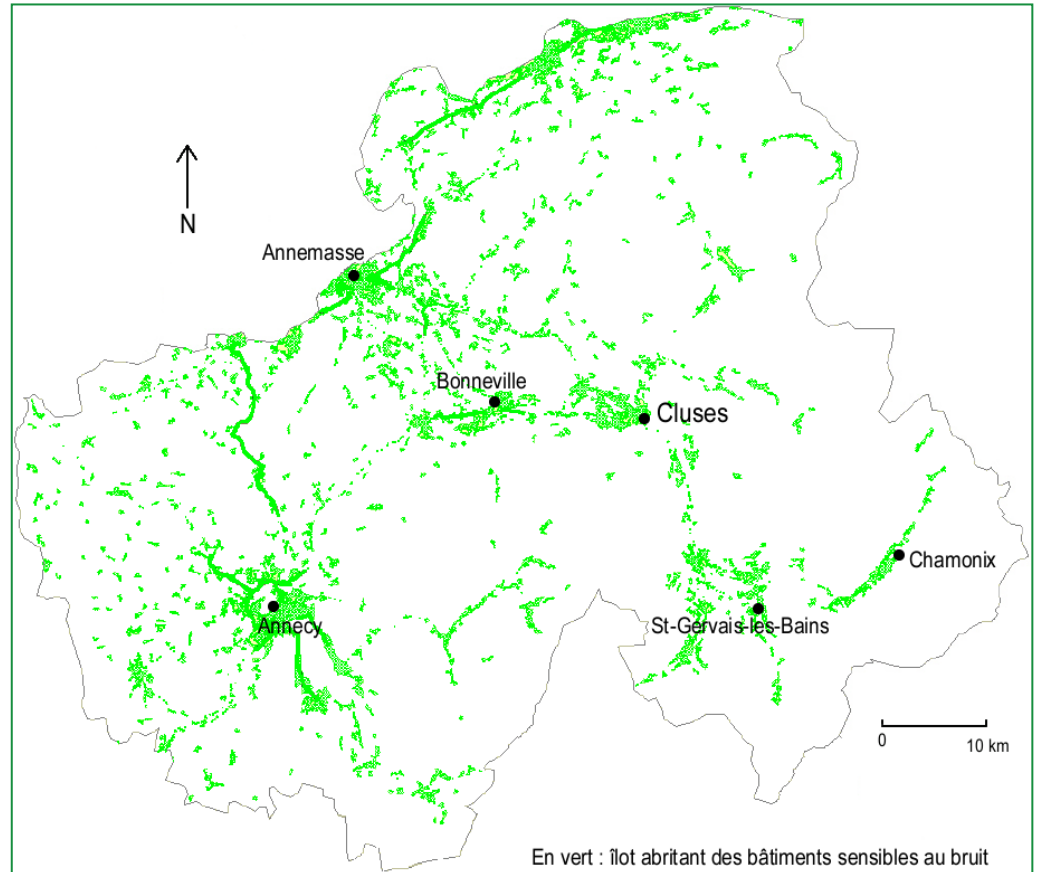 N
Annemasse
Bonneville
Cluses
Chamonix
Annecy
St-Gervais-les-Bains
0 10 km
En vert : îlot abritant des bâtiments sensibles au bruit